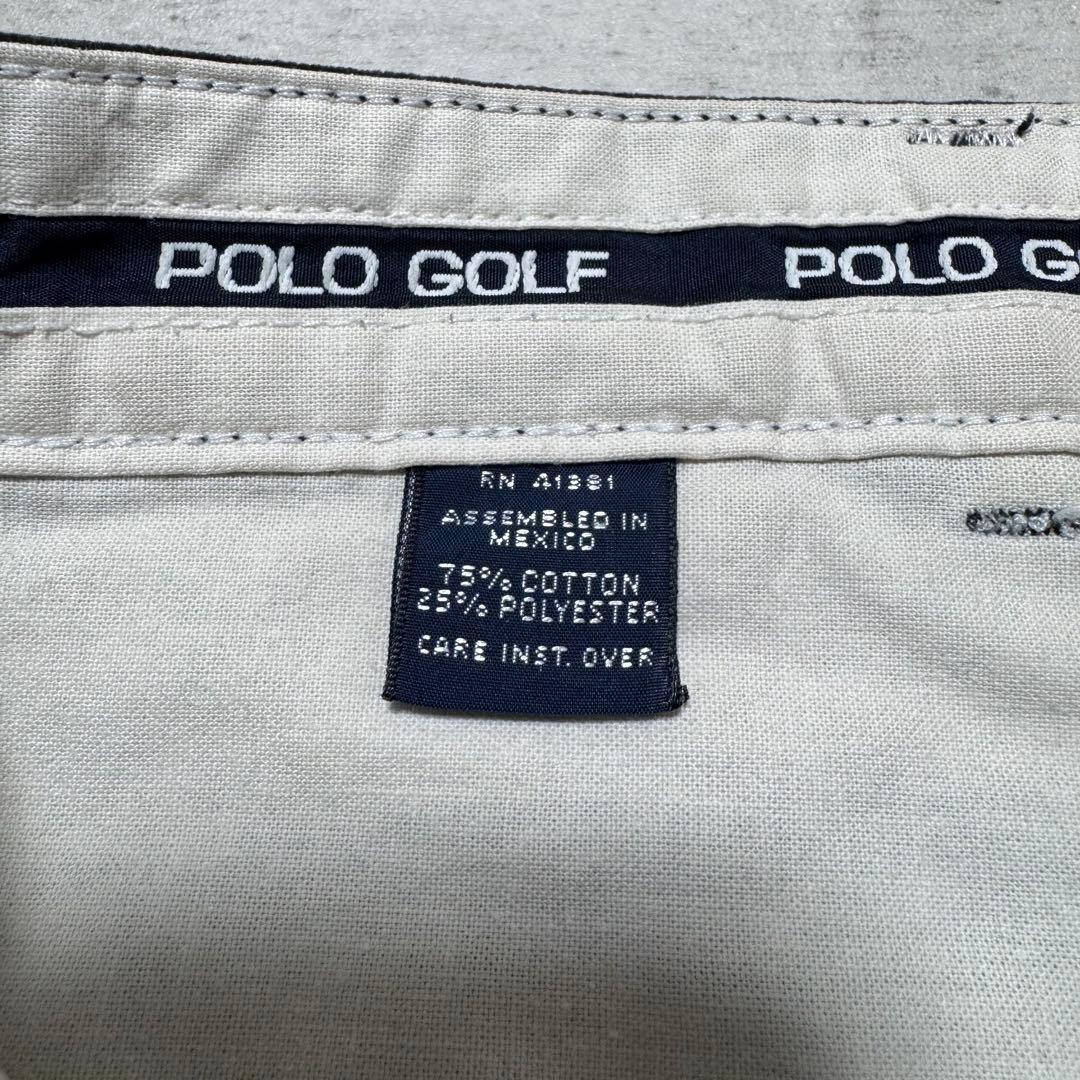 POLO GOLF POLO G
RN 41381
ASSEMBLED IN
MEXICO
75% COTTON
25% POLYESTER
CARE INST. OVER